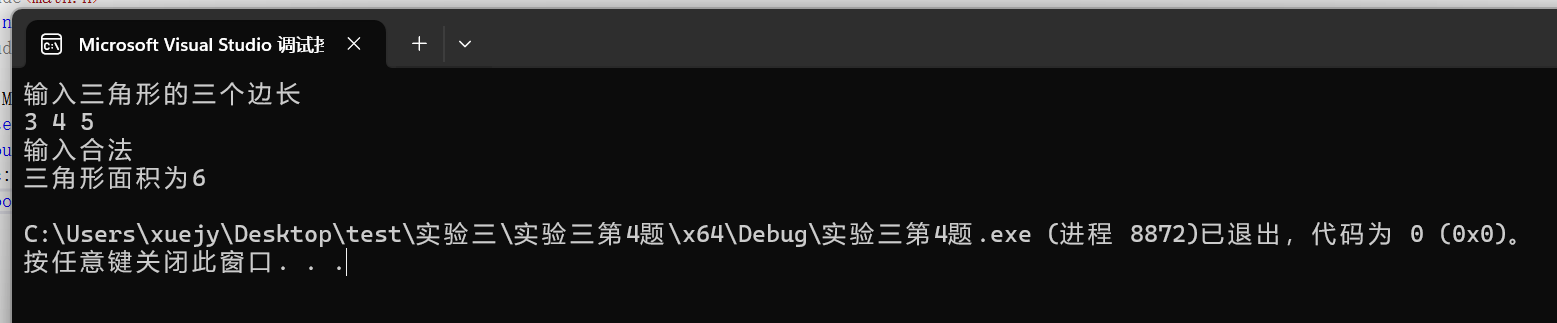 Microsoft Visual Studio 调试
输入三角形的三个边长
3 4 5
输入合法
三角形面积为6
C:\Users\xuejy\Desktop\test\实验三\实验三第4题\x64\Debug\实验三第4题.exe (进程 8872)已退出，代码为 0 (0x0)。
按任意键关闭此窗口. . .